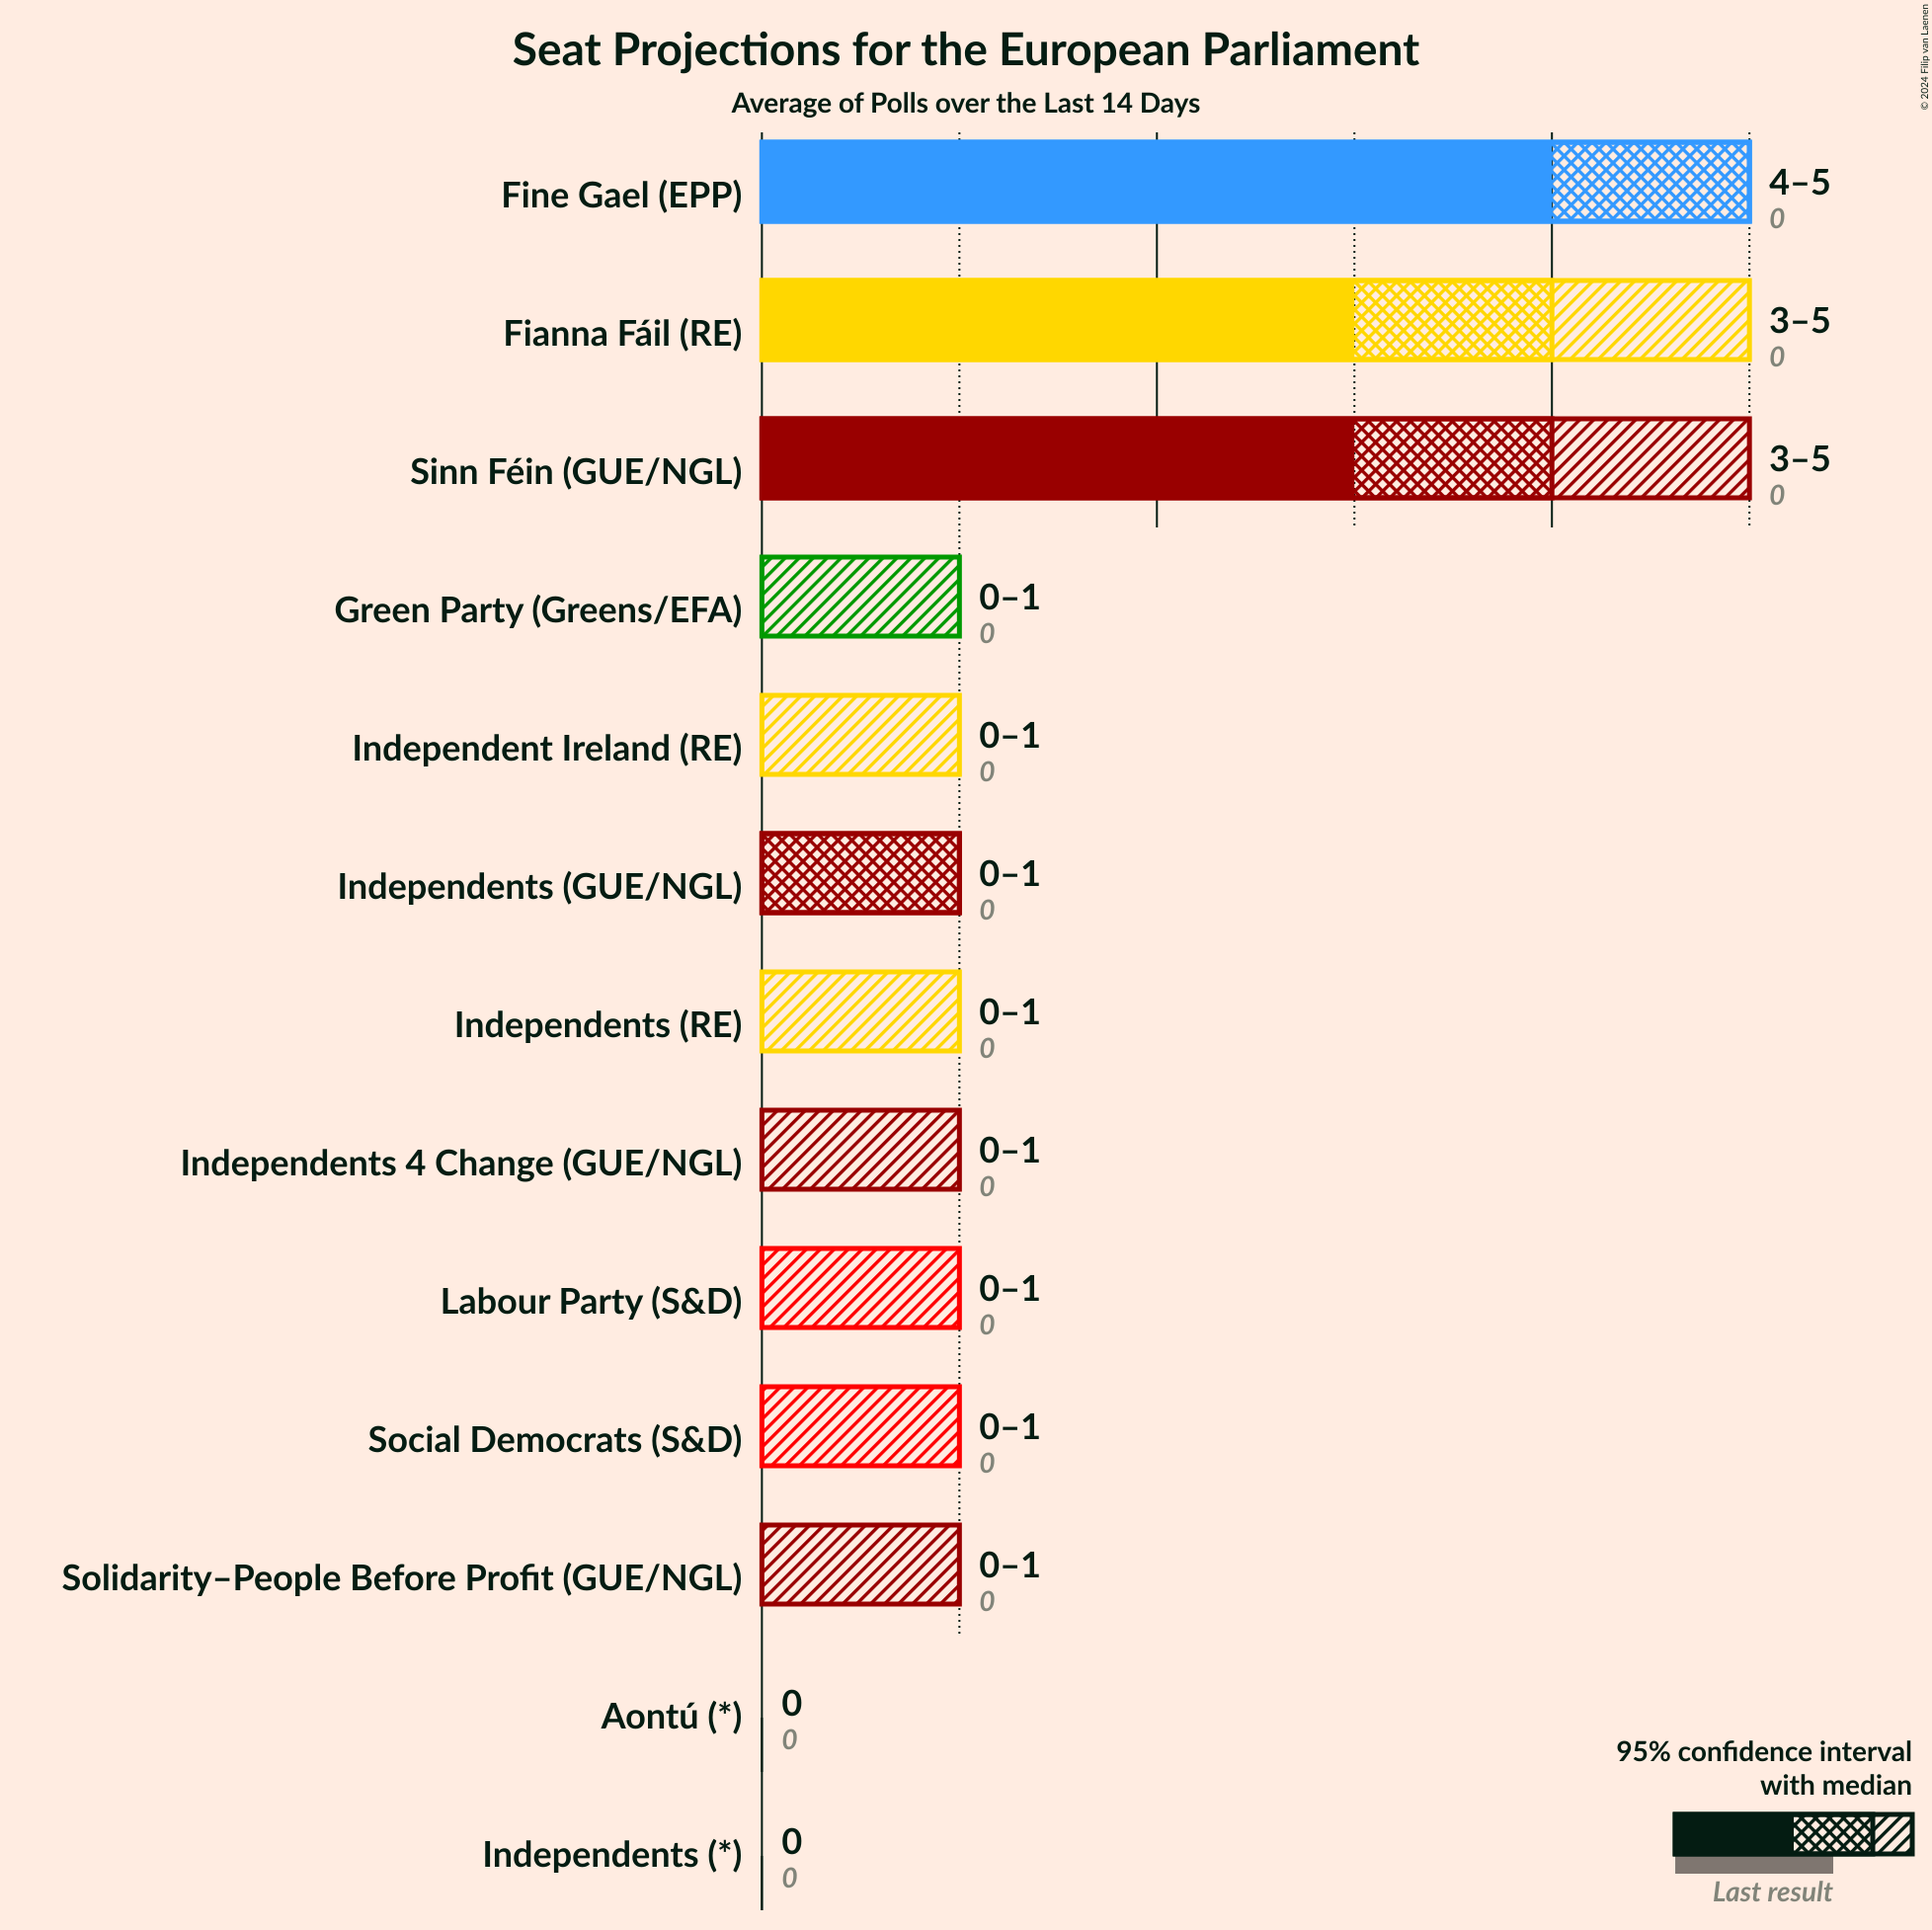 Seat Projections for the European Parliament
Average of Polls over the Last 14 Days
© 2024 Filip van Laenen
Fine Gael (EPP)
4–5
0
Fianna Fáil (RE)
3–5
0
Sinn Féin (GUE/NGL)
3–5
0
Green Party (Greens/EFA)
0–1
0
Independent Ireland (RE)
0–1
0
Independents (GUE/NGL)
0–1
0
Independents (RE)
0–1
0
Independents 4 Change (GUE/NGL)
0–1
0
Labour Party (S&D)
0–1
0
Social Democrats (S&D)
0–1
0
Solidarity–People Before Profit (GUE/NGL)
0–1
0
Aontú (*)
0
0
Independents (*)
0
0
95% confidence interval
with median
Last result